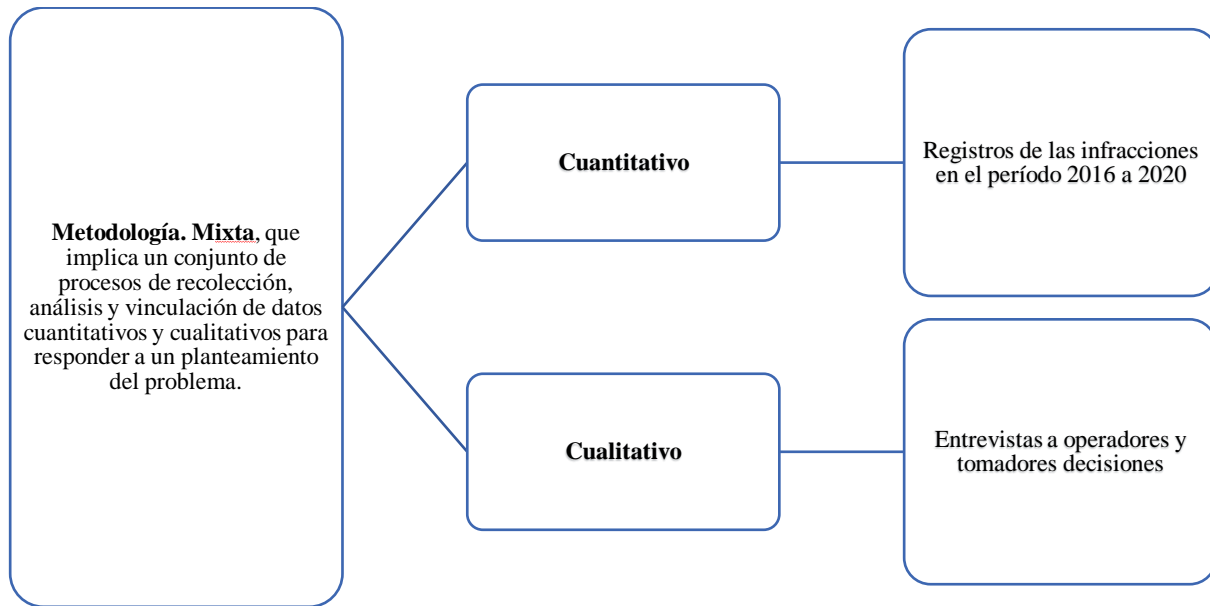 Metodología. Mixta, que
implica un conjunto de
procesos de recolección,
análisis y vinculación de datos
cuantitativos y cualitativos para
responder a un planteamiento
del problema.
Cuantitativo
Registros de las infracciones
en el período 2016 a 2020
Cualitativo
Entrevistas a operadores y
tomadores decisiones